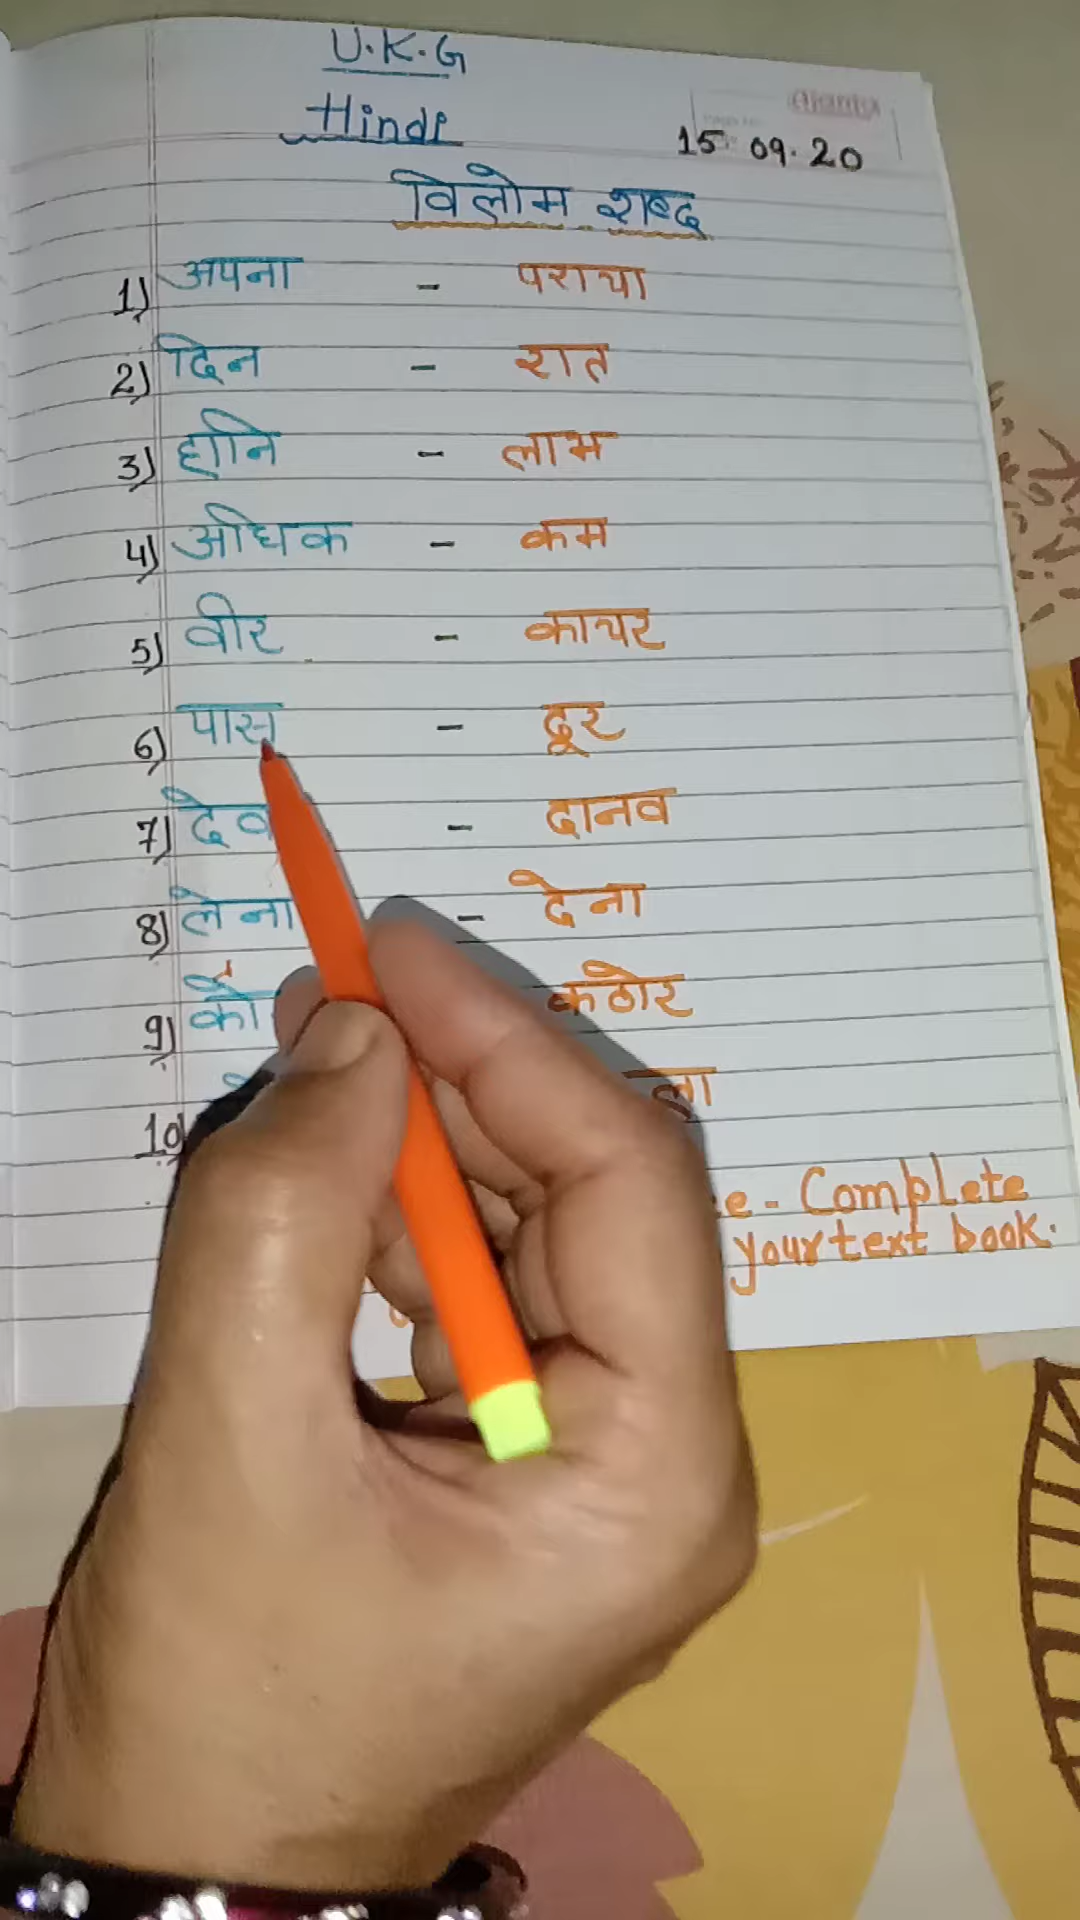 U.K.G
Hindi
15.09.20
विलोम शब्द
1) अपना - पराया
2) दिन - रात
3) हानि - लाभ
4) अधिक - कम
5) वीर - कायर
6) पास - दूर
7) देव - दानव
8) लेना - देना
9) कठोर
10
Complete
your text book.